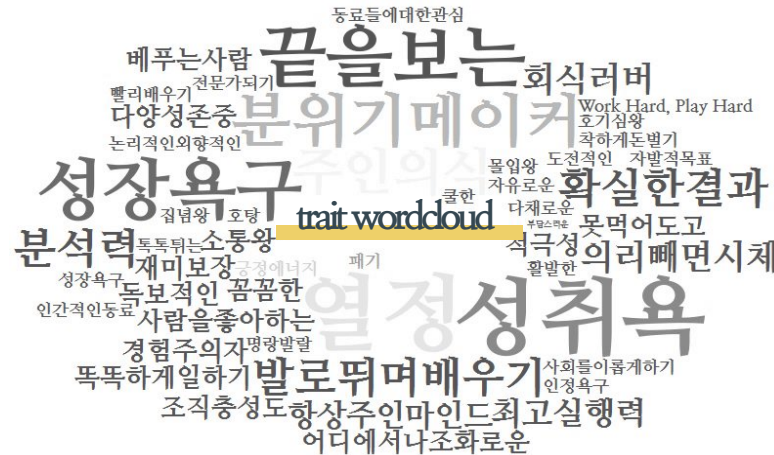 동료들에대한관심
베푸는사람
끝을보는
회식러버
빨리배우기
전문가되기
다양성존중
분위기메이커
Work Hard, Play Hard
호기심왕
논리적인외향적인
착하게돈벌기
주인의식
몰입왕
도전적인
자발적목표
성장욕구
쿨한
자유로운
확실한결과
집념왕
호탕
trait wordcloud
다채로운
부담스러운
못먹어도고
분석력
톡톡튀는
소통왕
적극성
의리빼면시체
재미보장
긍정에너지
패기
활발한
성장욕구
독보적인
꼼꼼한
열정
성취욕
인간적인동료
사람을좋아하는
경험주의자
명랑발랄
똑똑하게일하기
발로뛰며배우기
사회를이롭게하기
인정욕구
조직충성도
항상주인마인드
최고실행력
어디에서나조화로운